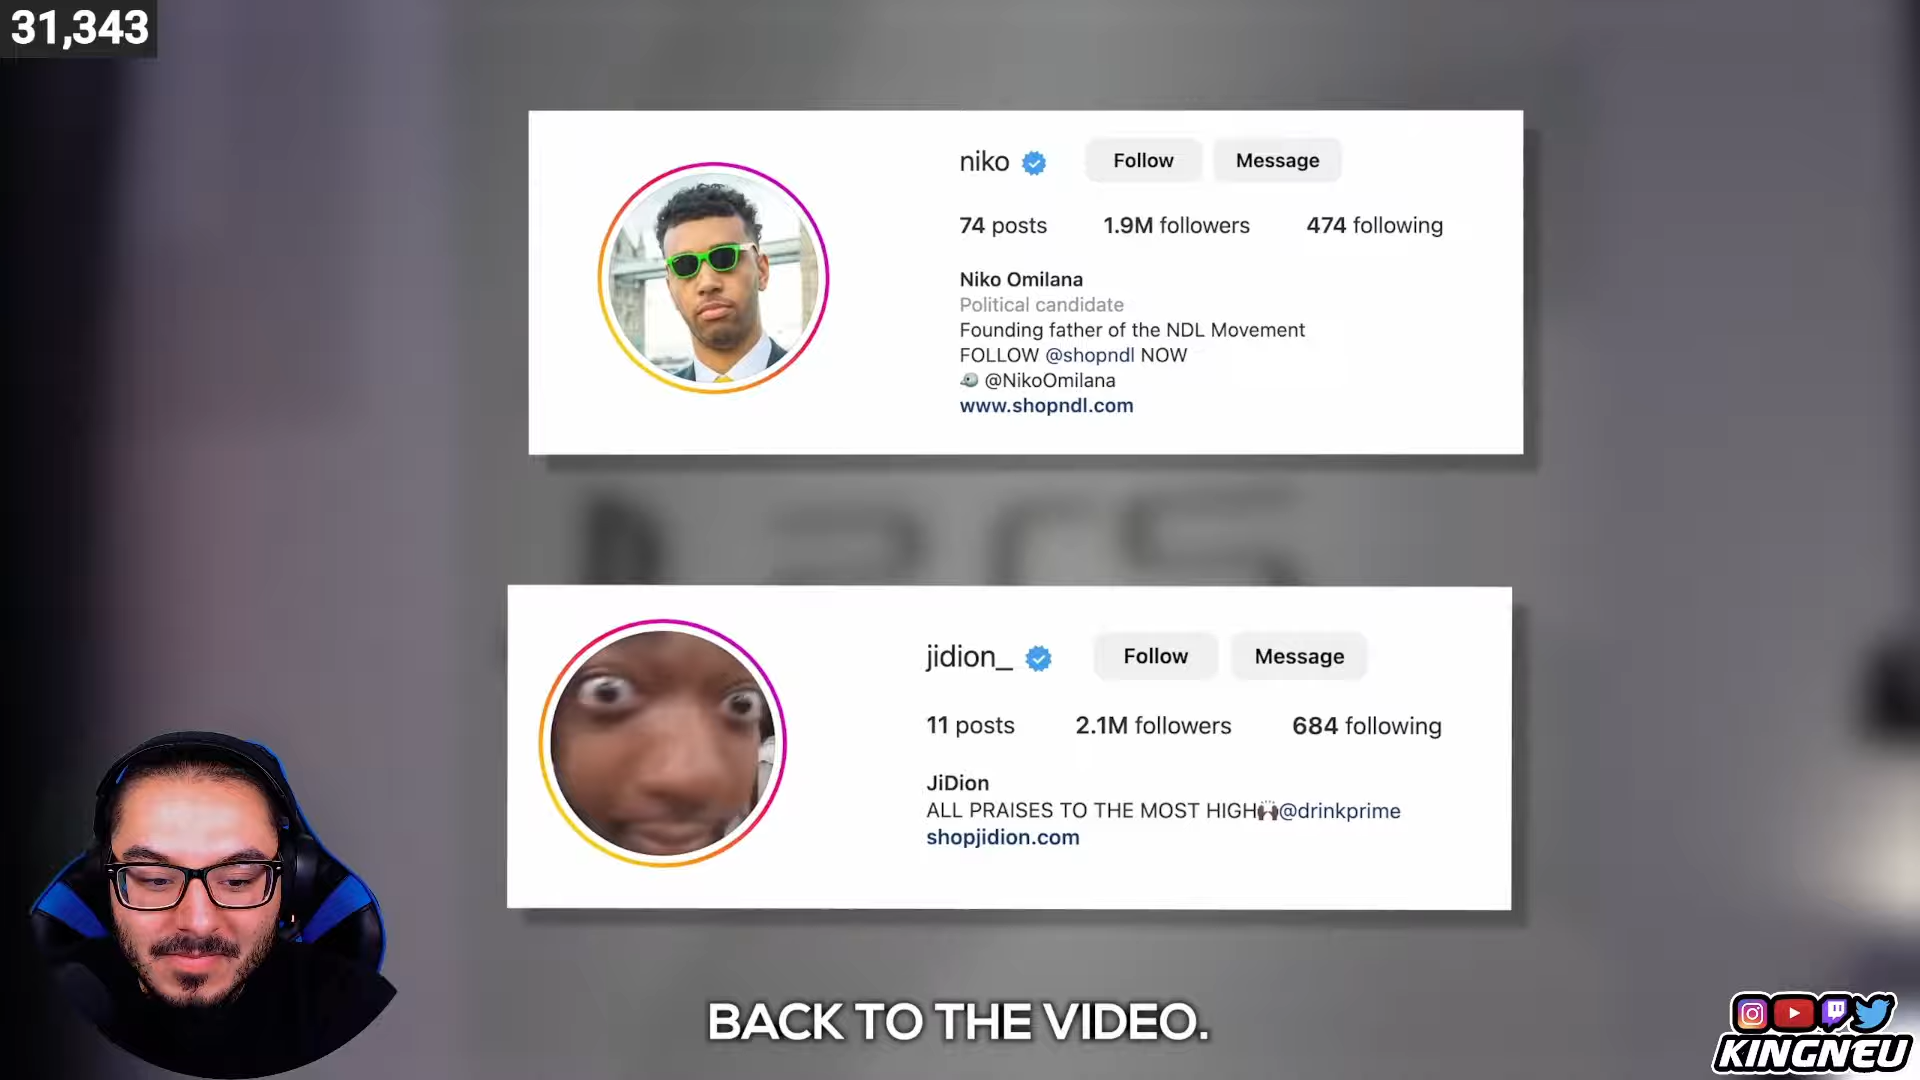 31,343
niko
Follow
Message
74 posts
1.9M followers
474 following
Niko Omilana
Political candidate
Founding father of the NDL Movement
FOLLOW @shopndl NOW
@NikoOmilana
www.shopndl.com
PS5
jidion_
Follow
Message
11 posts
2.1M followers
684 following
JiDion
ALL PRAISES TO THE MOST HIGH🙌🏿@drinkprime
shopjidion.com
BACK TO THE VIDEO.
KINGNEU